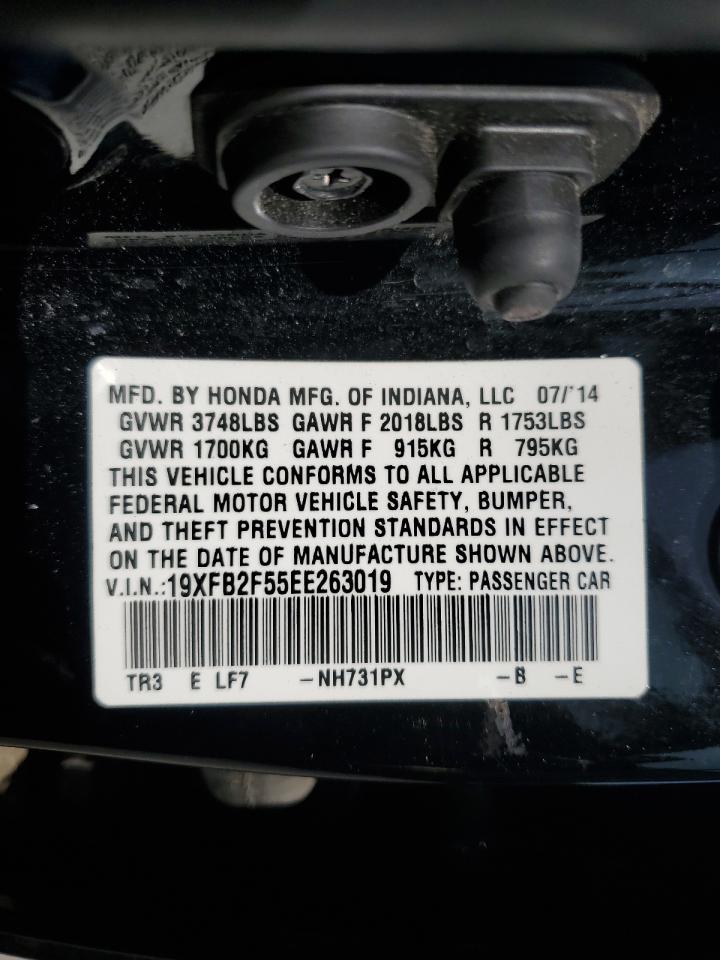 MFD. BY HONDA MFG. OF INDIANA, LLC 07/14
GVWR 3748LBS GAWR F 2018LBS R 1753LBS
GVWR 1700KG GAWR F 915KG R 795KG
THIS VEHICLE CONFORMS TO ALL APPLICABLE
FEDERAL MOTOR VEHICLE SAFETY, BUMPER,
AND THEFT PREVENTION STANDARDS IN EFFECT
ON THE DATE OF MANUFACTURE SHOWN ABOVE.
V.I.N.:19XFB2F55EE263019 TYPE: PASSENGER CAR
TR3 E LF7 -NH731PX -B -E